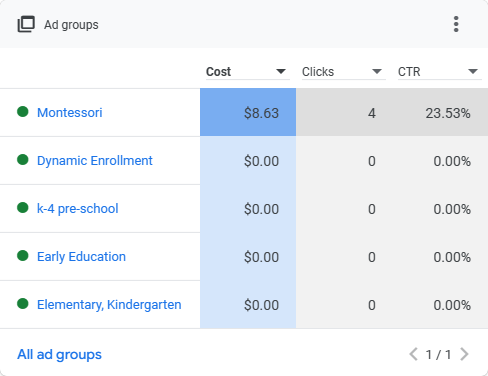 Ad groups
Cost Clicks CTR
Montessori $8.63 4 23.53%
Dynamic Enrollment $0.00 0 0.00%
k-4 pre-school $0.00 0 0.00%
Early Education $0.00 0 0.00%
Elementary, Kindergarten $0.00 0 0.00%
All ad groups 1 / 1